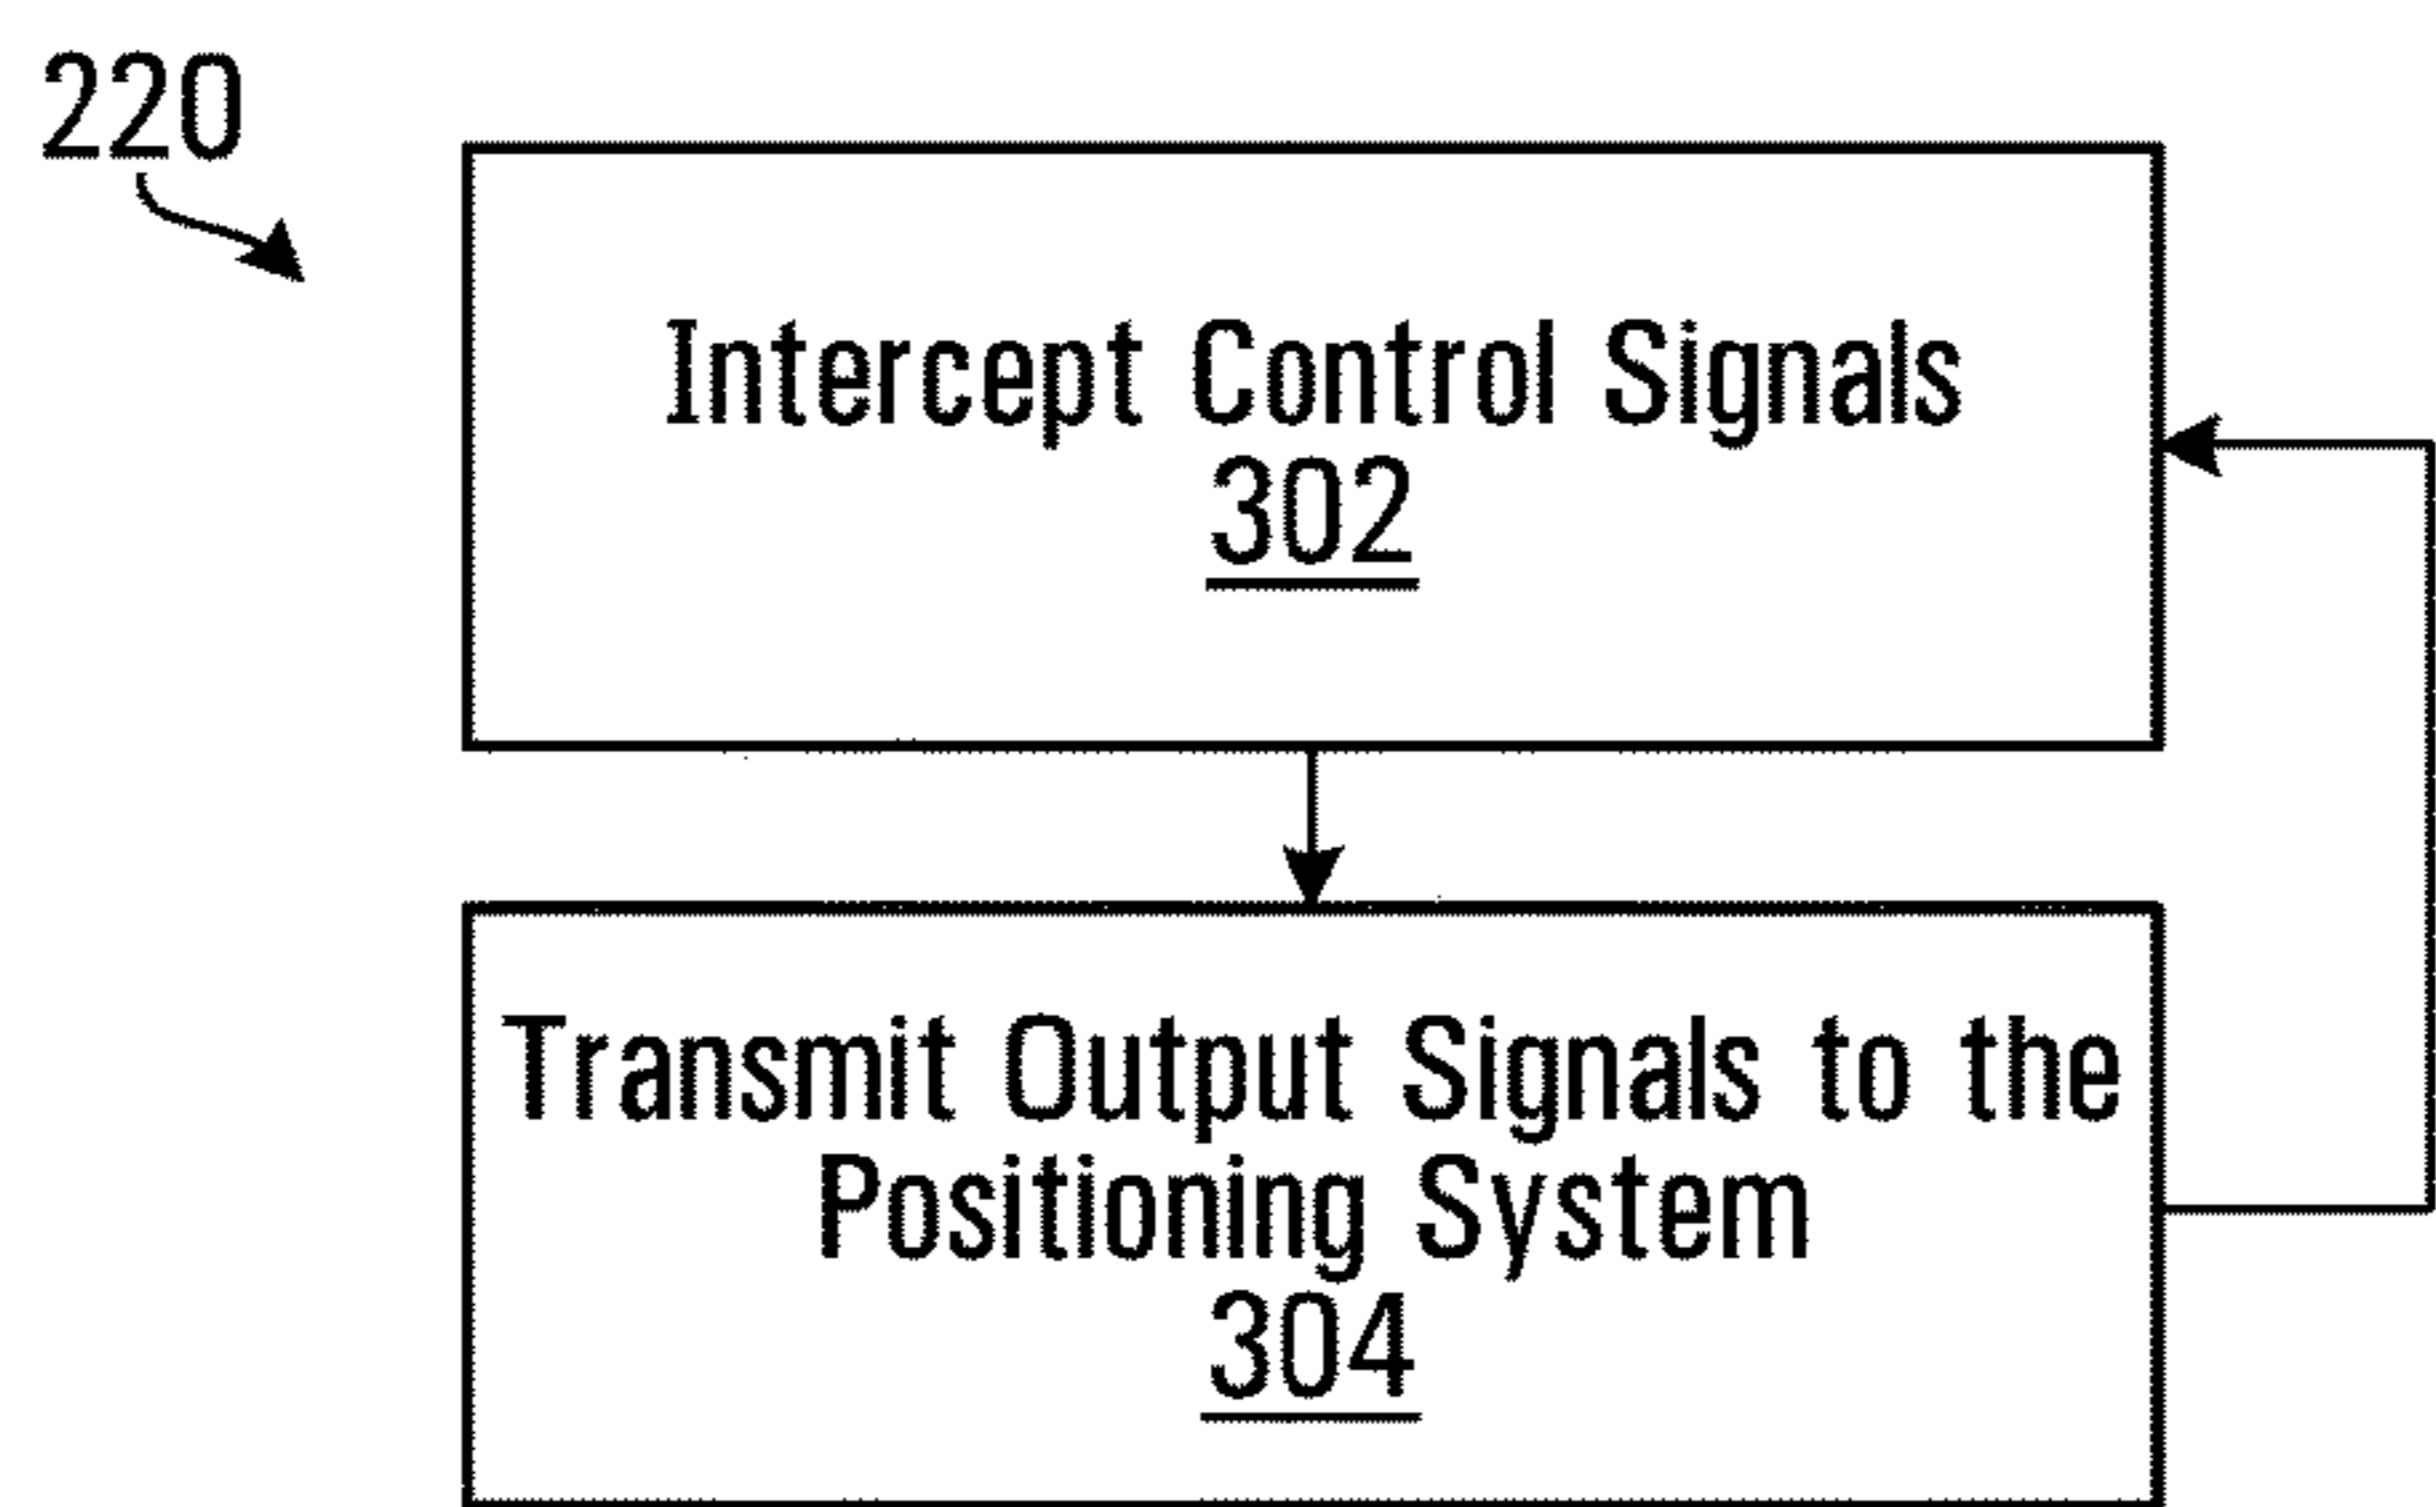 220
Intercept Control Signals
302
Transmit Output Signals to the
Positioning System
304